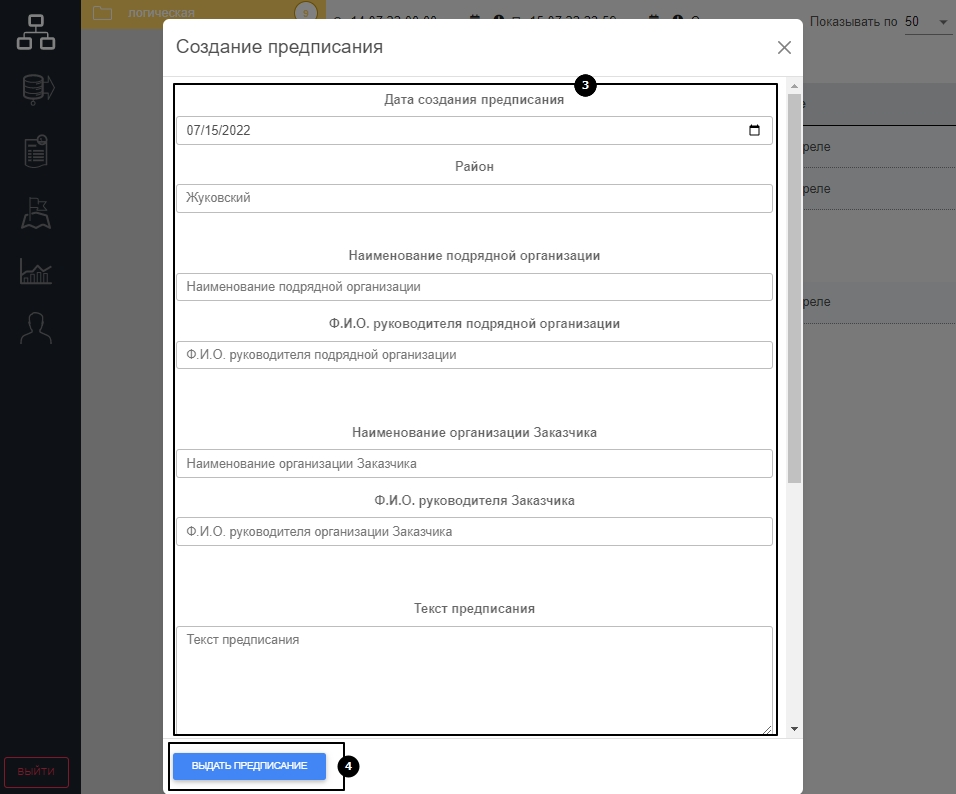 логическая
Показывать по 50
Создание предписания
3
Дата создания предписания
07/15/2022
реле
Район
реле
Жуковский
Наименование подрядной организации
Наименование подрядной организации
реле
Ф.И.О. руководителя подрядной организации
Ф.И.О. руководителя подрядной организации
Наименование организации Заказчика
Наименование организации Заказчика
Ф.И.О. руководителя Заказчика
Ф.И.О. руководителя организации Заказчика
Текст предписания
Текст предписания
ВЫДАТЬ ПРЕДПИСАНИЕ
4
ВЫЙТИ